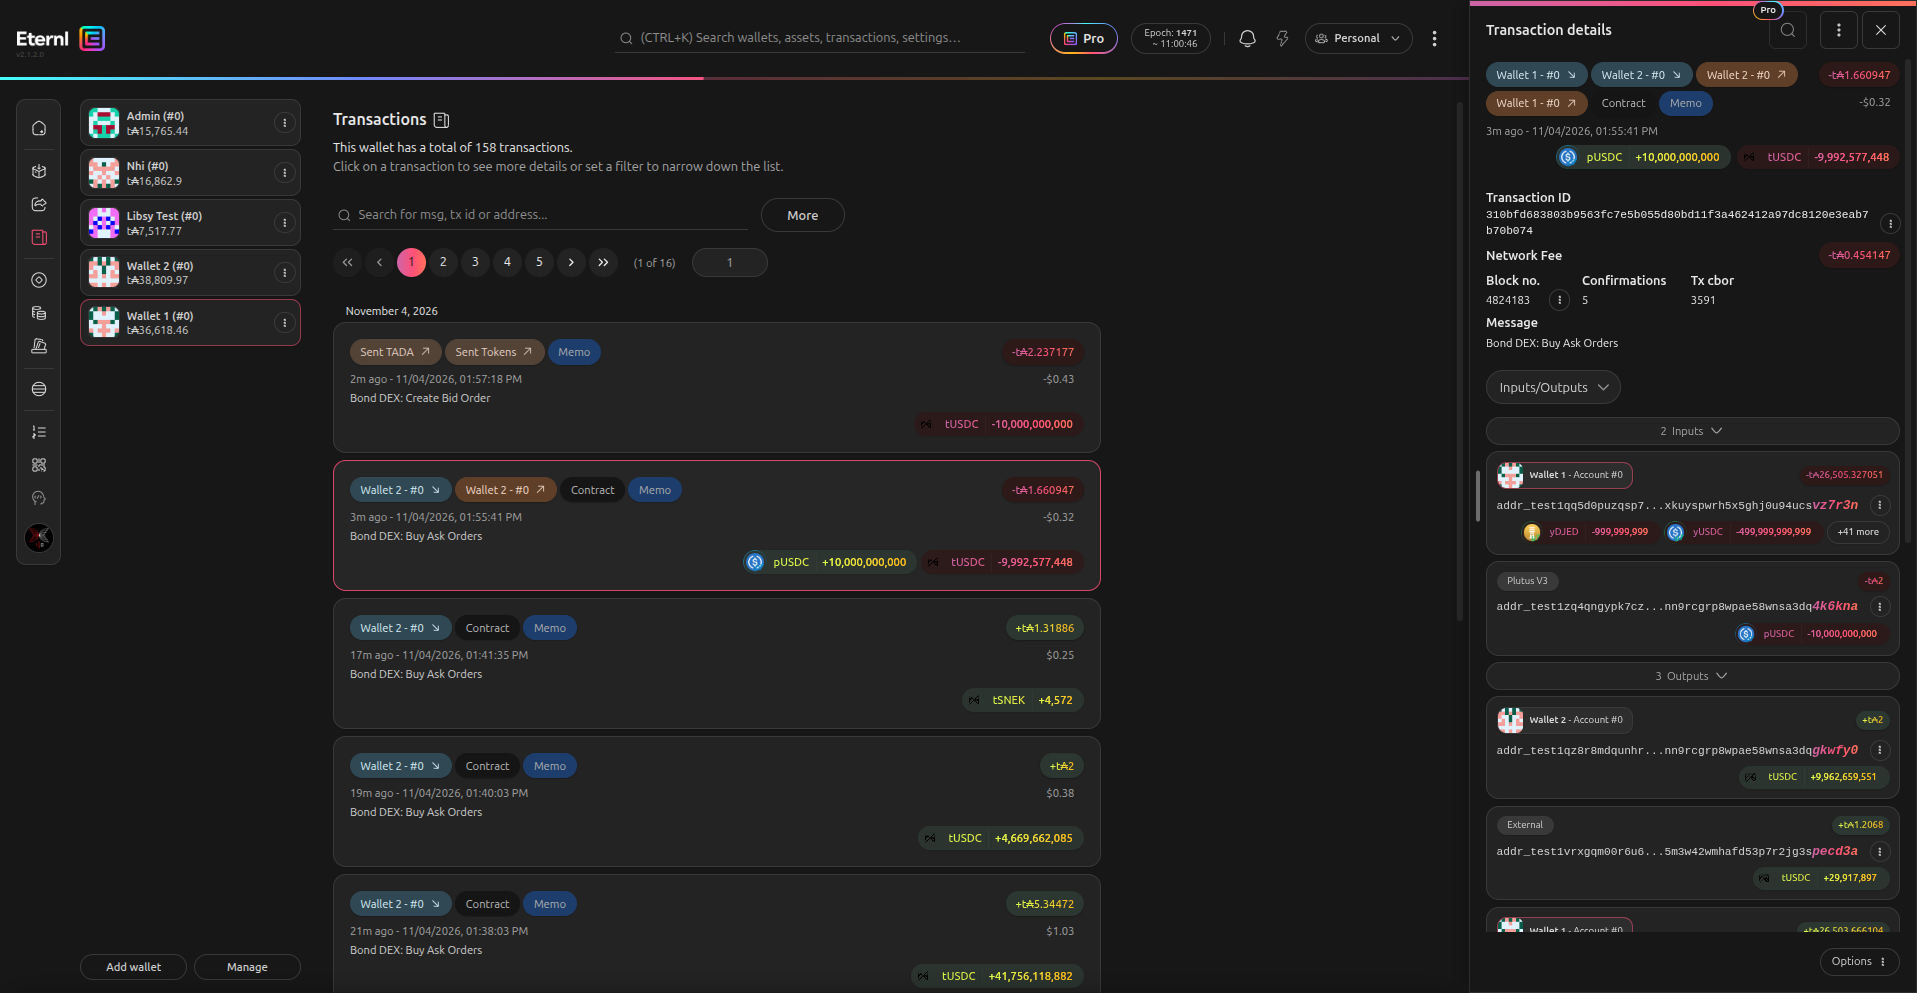 Eternl
v2.1.2.0
(CTRL+K) Search wallets, assets, transactions, settings...
Pro
Epoch: 1471
~ 11:00:46
Personal
Admin (#0)
t₳15,765.44
Nhi (#0)
t₳16,862.9
Libsy Test (#0)
t₳7,517.77
Wallet 2 (#0)
t₳38,809.97
Wallet 1 (#0)
t₳36,618.46
Add wallet
Manage
Transactions
This wallet has a total of 158 transactions.
Click on a transaction to see more details or set a filter to narrow down the list.
Search for msg, tx id or address...
More
1 2 3 4 5 (1 of 16) 1
November 4, 2026
Sent TADA Sent Tokens Memo -t₳2.237177
2m ago - 11/04/2026, 01:57:18 PM -$0.43
Bond DEX: Create Bid Order
tUSDC -10,000,000,000
Wallet 2 - #0 Wallet 2 - #0 Contract Memo -t₳1.660947
3m ago - 11/04/2026, 01:55:41 PM -$0.32
Bond DEX: Buy Ask Orders
pUSDC +10,000,000,000 tUSDC -9,992,577,448
Wallet 2 - #0 Contract Memo +t₳1.31886
17m ago - 11/04/2026, 01:41:35 PM $0.25
Bond DEX: Buy Ask Orders
tSNEK +4,572
Wallet 2 - #0 Contract Memo +t₳2
19m ago - 11/04/2026, 01:40:03 PM $0.38
Bond DEX: Buy Ask Orders
tUSDC +4,669,662,085
Wallet 2 - #0 Contract Memo +t₳5.34472
21m ago - 11/04/2026, 01:38:03 PM $1.03
Bond DEX: Buy Ask Orders
tUSDC +41,756,118,882
Pro
Transaction details
Wallet 1 - #0 Wallet 2 - #0 Wallet 2 - #0 -t₳1.660947
Wallet 1 - #0 Contract Memo -$0.32
3m ago - 11/04/2026, 01:55:41 PM
pUSDC +10,000,000,000 tUSDC -9,992,577,448
Transaction ID
310bfd683803b9563fc7e5b055d80bd11f3a462412a97dc8120e3eab7
b70b074
Network Fee -t₳0.454147
Block no. Confirmations Tx cbor
4824183 5 3591
Message
Bond DEX: Buy Ask Orders
Inputs/Outputs
2 Inputs
Wallet 1 - Account #0 -t₳26,505.327051
addr_test1qq5d0puzqsp7...xkuyspwrh5x5ghj0u94ucsvz7r3n
yDJED -999,999,999 yUSDC -499,999,999,999 +41 more
Plutus V3 -t₳2
addr_test1zq4qngypk7cz...nn9rcgrp8wpae58wnsa3dq4k6kna
pUSDC -10,000,000,000
3 Outputs
Wallet 2 - Account #0 +t₳2
addr_test1qz8r8mdqunhr...nn9rcgrp8wpae58wnsa3dqgkwfy0
tUSDC +9,962,659,551
External +t₳1.2068
addr_test1vrxgqm00r6u6...5m3w42wmhafd53p7r2jg3specd3a
tUSDC +29,917,897
Wallet 1 - Account #0 +t₳26,503.666104
Options